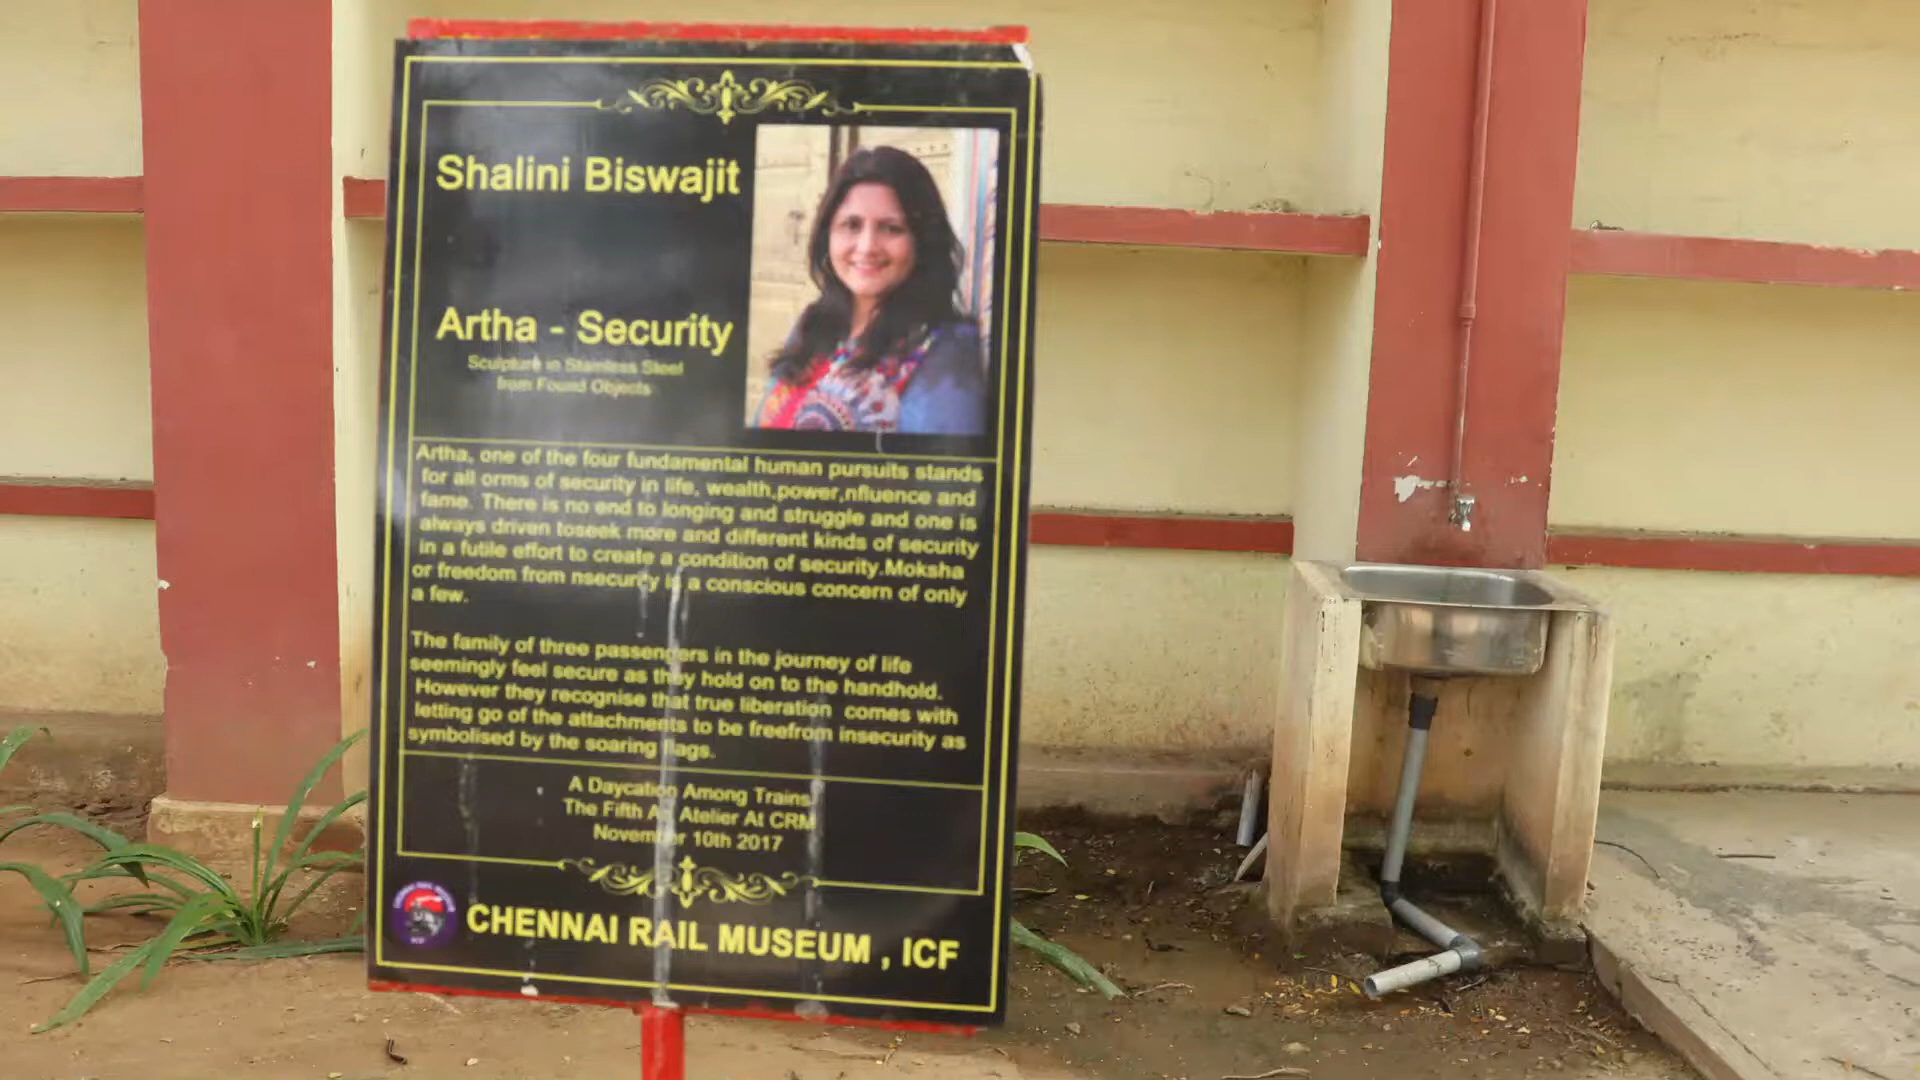 Shalini Biswajit
Artha - Security
Sculpture in Stainless Steel
from Found Objects
Artha, one of the four fundamental human pursuits stands
for all orms of security in life, wealth,power,nfluence and
fame. There is no end to longing and struggle and one is
always driven toseek more and different kinds of security
in a futile effort to create a condition of security.Moksha
or freedom from nsecurity is a conscious concern of only
a few.
The family of three passengers in the journey of life
seemingly feel secure as they hold on to the handhold.
However they recognise that true liberation comes with
letting go of the attachments to be freefrom insecurity as
symbolised by the soaring flags.
A Daycation Among Trains
The Fifth Art Atelier At CRM
November 10th 2017
CHENNAI RAIL MUSEUM , ICF